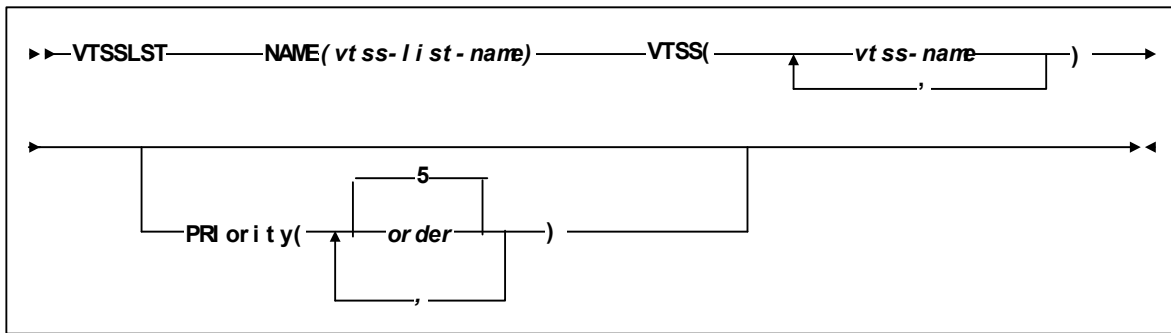 VTSSLST NAME(vtss-list-name) VTSS( vtss-name )
,
5
PRIority( order )
,